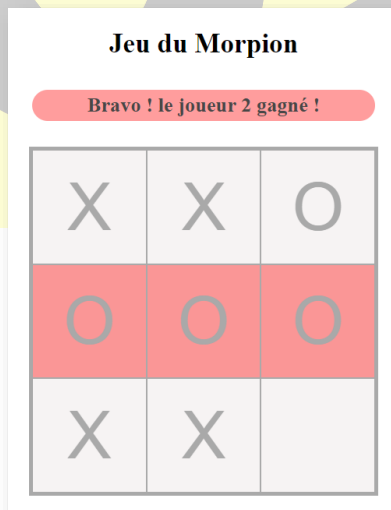 Jeu du Morpion
Bravo ! le joueur 2 gagné !
X X O
O O O
X X